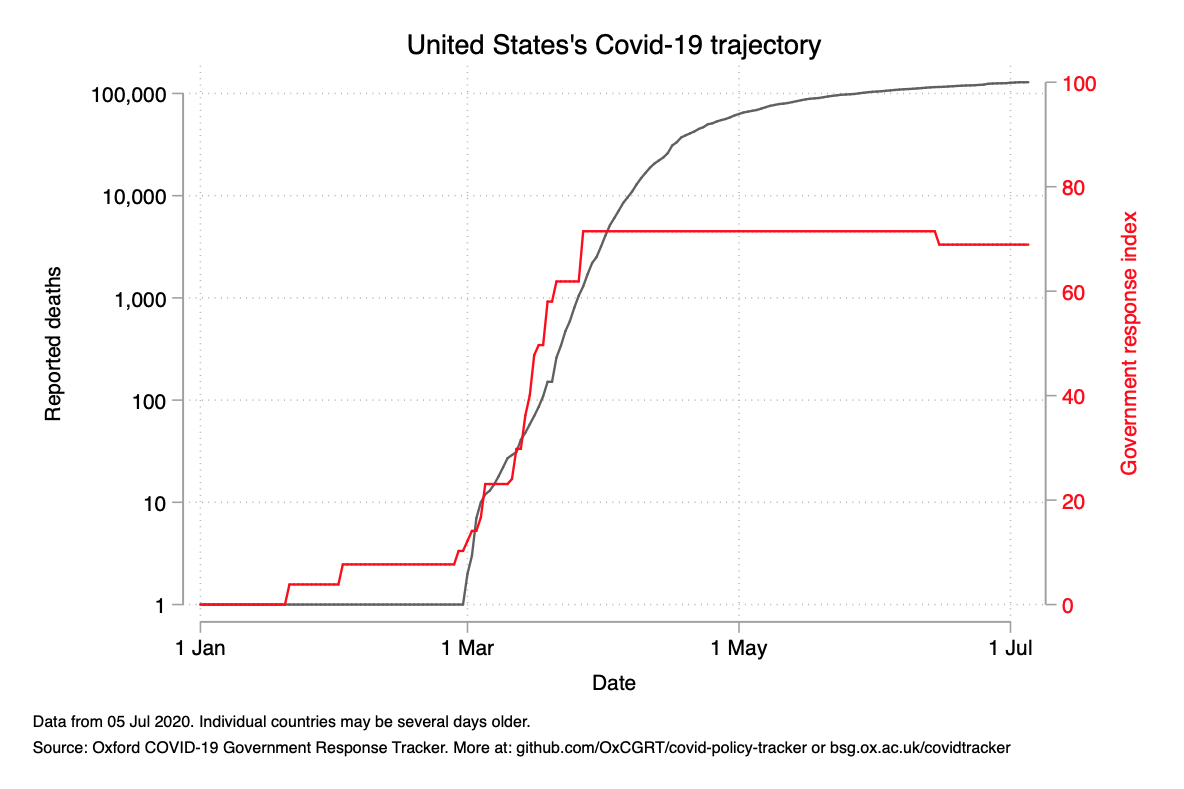 United States's Covid-19 trajectory
100,000
10,000
1,000
100
10
1
Reported deaths
100
80
60
40
20
0
Government response index
1 Jan
1 Mar
1 May
1 Jul
Date
Data from 05 Jul 2020. Individual countries may be several days older.
Source: Oxford COVID-19 Government Response Tracker. More at: github.com/OxCGRT/covid-policy-tracker or bsg.ox.ac.uk/covidtracker